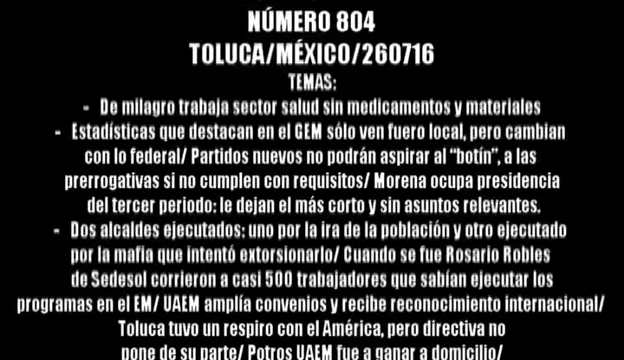 NÚMERO 804
TOLUCA/MÉXICO/260716
TEMAS:
- De milagro trabaja sector salud sin medicamentos y materiales
- Estadísticas que destacan en el GEM sólo ven fuero local, pero cambian
con lo federal/ Partidos nuevos no podrán aspirar al “botín”, a las
prerrogativas si no cumplen con requisitos/ Morena ocupa presidencia
del tercer periodo: le dejan el más corto y sin asuntos relevantes.
- Dos alcaldes ejecutados: uno por la ira de la población y otro ejecutado
por la mafia que intentó extorsionarlo/ Cuando se fue Rosario Robles
de Sedesol corrieron a casi 500 trabajadores que sabían ejecutar los
programas en el EM/ UAEM amplía convenios y recibe reconocimiento internacional/
Toluca tuvo un respiro con el América, pero directiva no
pone de su parte/ Potros UAEM fue a ganar a domicilio/